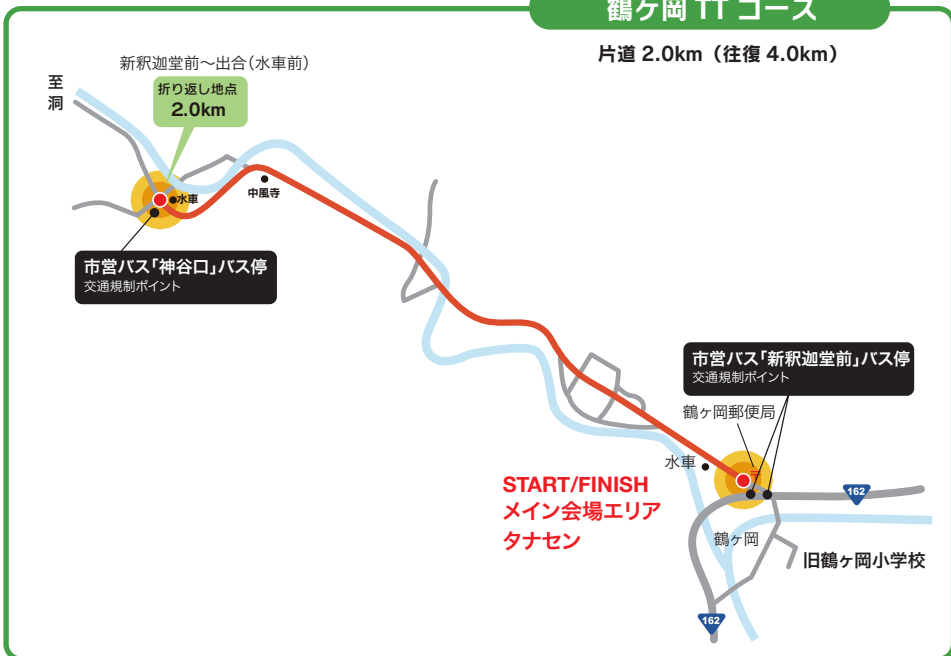 鶴ヶ岡 TT コース
片道 2.0km（往復 4.0km）
新釈迦堂前～出合（水車前）
至
洞
折り返し地点
2.0km
水車
中風寺
市営バス「神谷口」バス停
交通規制ポイント
市営バス「新釈迦堂前」バス停
交通規制ポイント
鶴ヶ岡郵便局
水車
〒
START/FINISH
メイン会場エリア
タナセン
162
鶴ヶ岡
旧鶴ヶ岡小学校
162